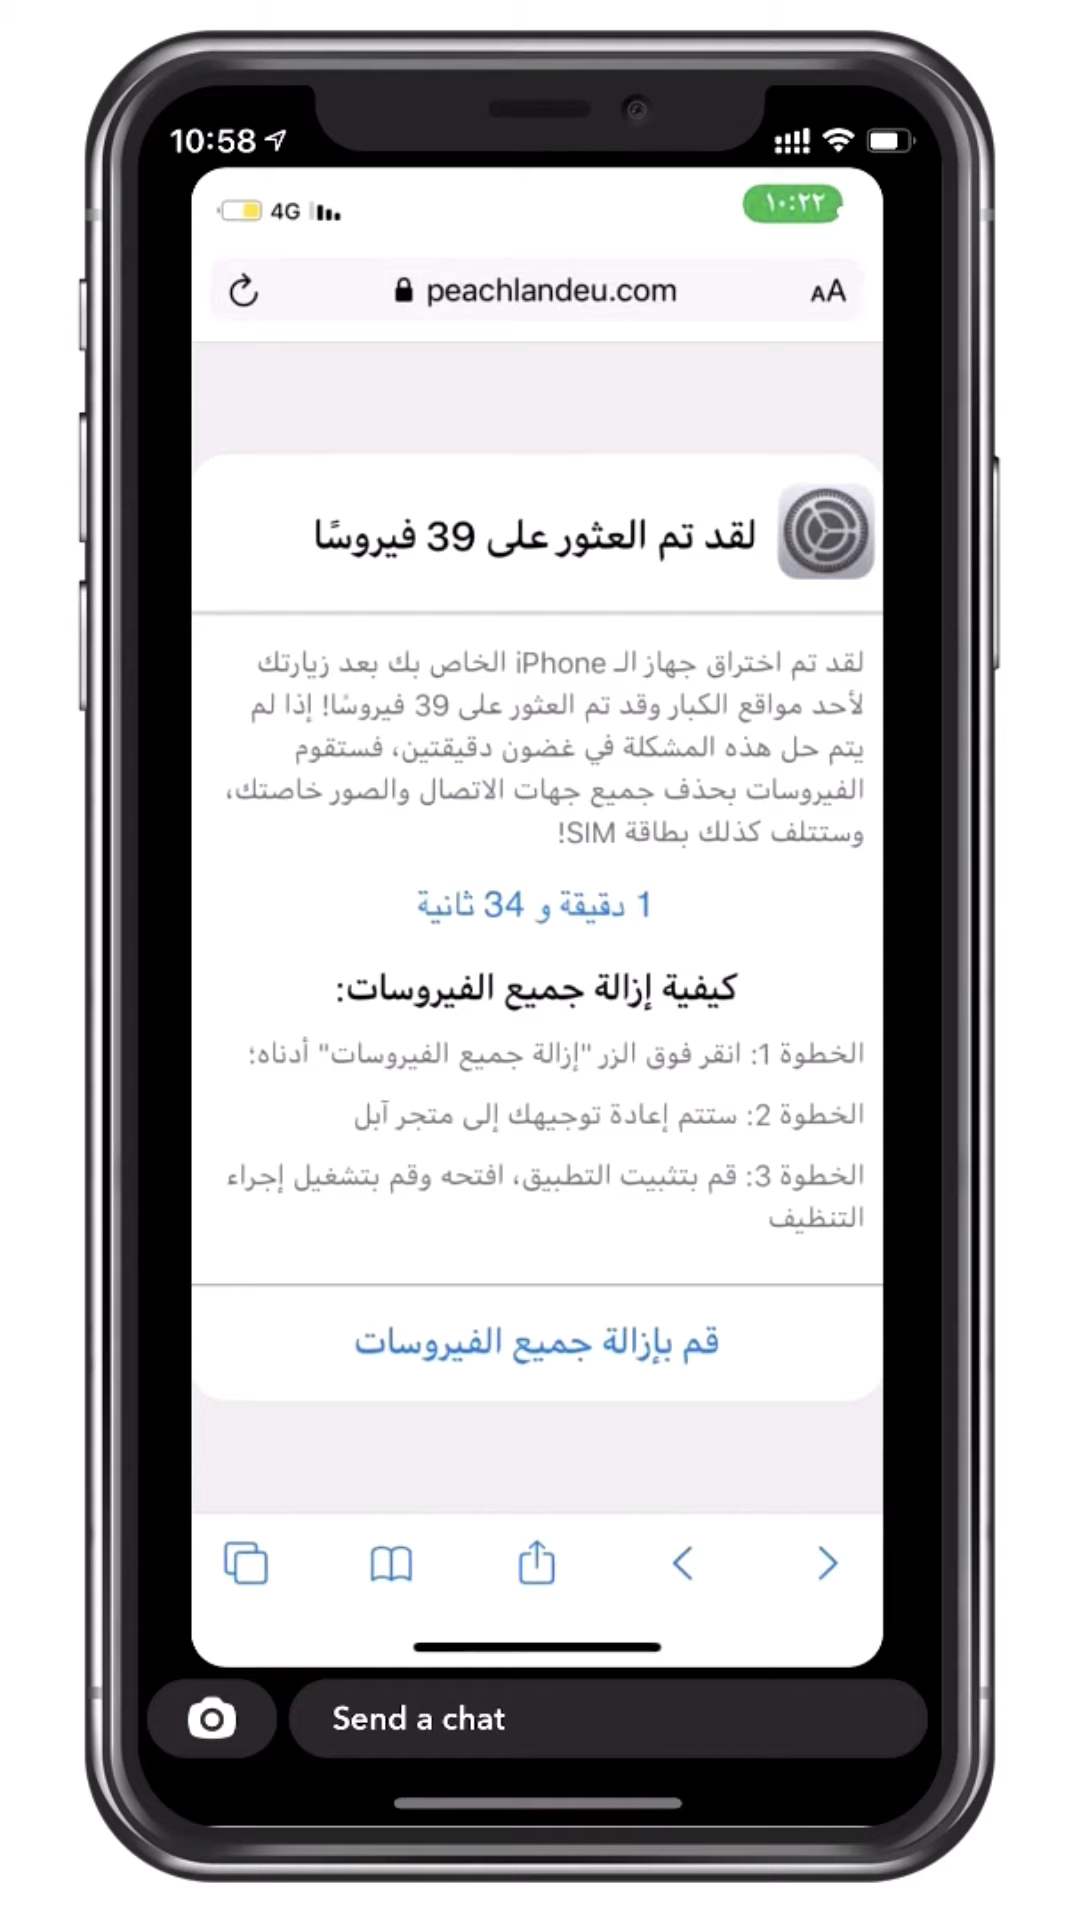 10:58
4G
١٠:٢٢
peachlandeu.com
AA
لقد تم العثور على 39 فيروسًا
لقد تم اختراق جهاز الـ iPhone الخاص بك بعد زيارتك
لأحد مواقع الكبار وقد تم العثور على 39 فيروسًا! إذا لم
يتم حل هذه المشكلة في غضون دقيقتين، فستقوم
الفيروسات بحذف جميع جهات الاتصال والصور خاصتك،
وستتلف كذلك بطاقة SIM!
1 دقيقة و 34 ثانية
كيفية إزالة جميع الفيروسات:
الخطوة 1: انقر فوق الزر "إزالة جميع الفيروسات" أدناه؛
الخطوة 2: ستتم إعادة توجيهك إلى متجر آبل
الخطوة 3: قم بتثبيت التطبيق، افتحه وقم بتشغيل إجراء
التنظيف
قم بإزالة جميع الفيروسات
Send a chat